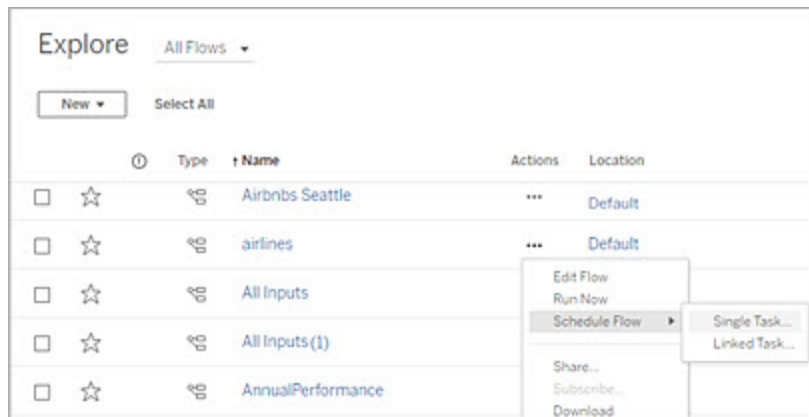 Explore All Flows
New Select All
Type Name Actions Location
Airbnbs Seattle ... Default
airlines ... Default
Edit Flow
All Inputs
Run Now
Schedule Flow Single Task...
Linked Task...
All Inputs (1)
Share...
Subscribe...
AnnualPerformance
Download